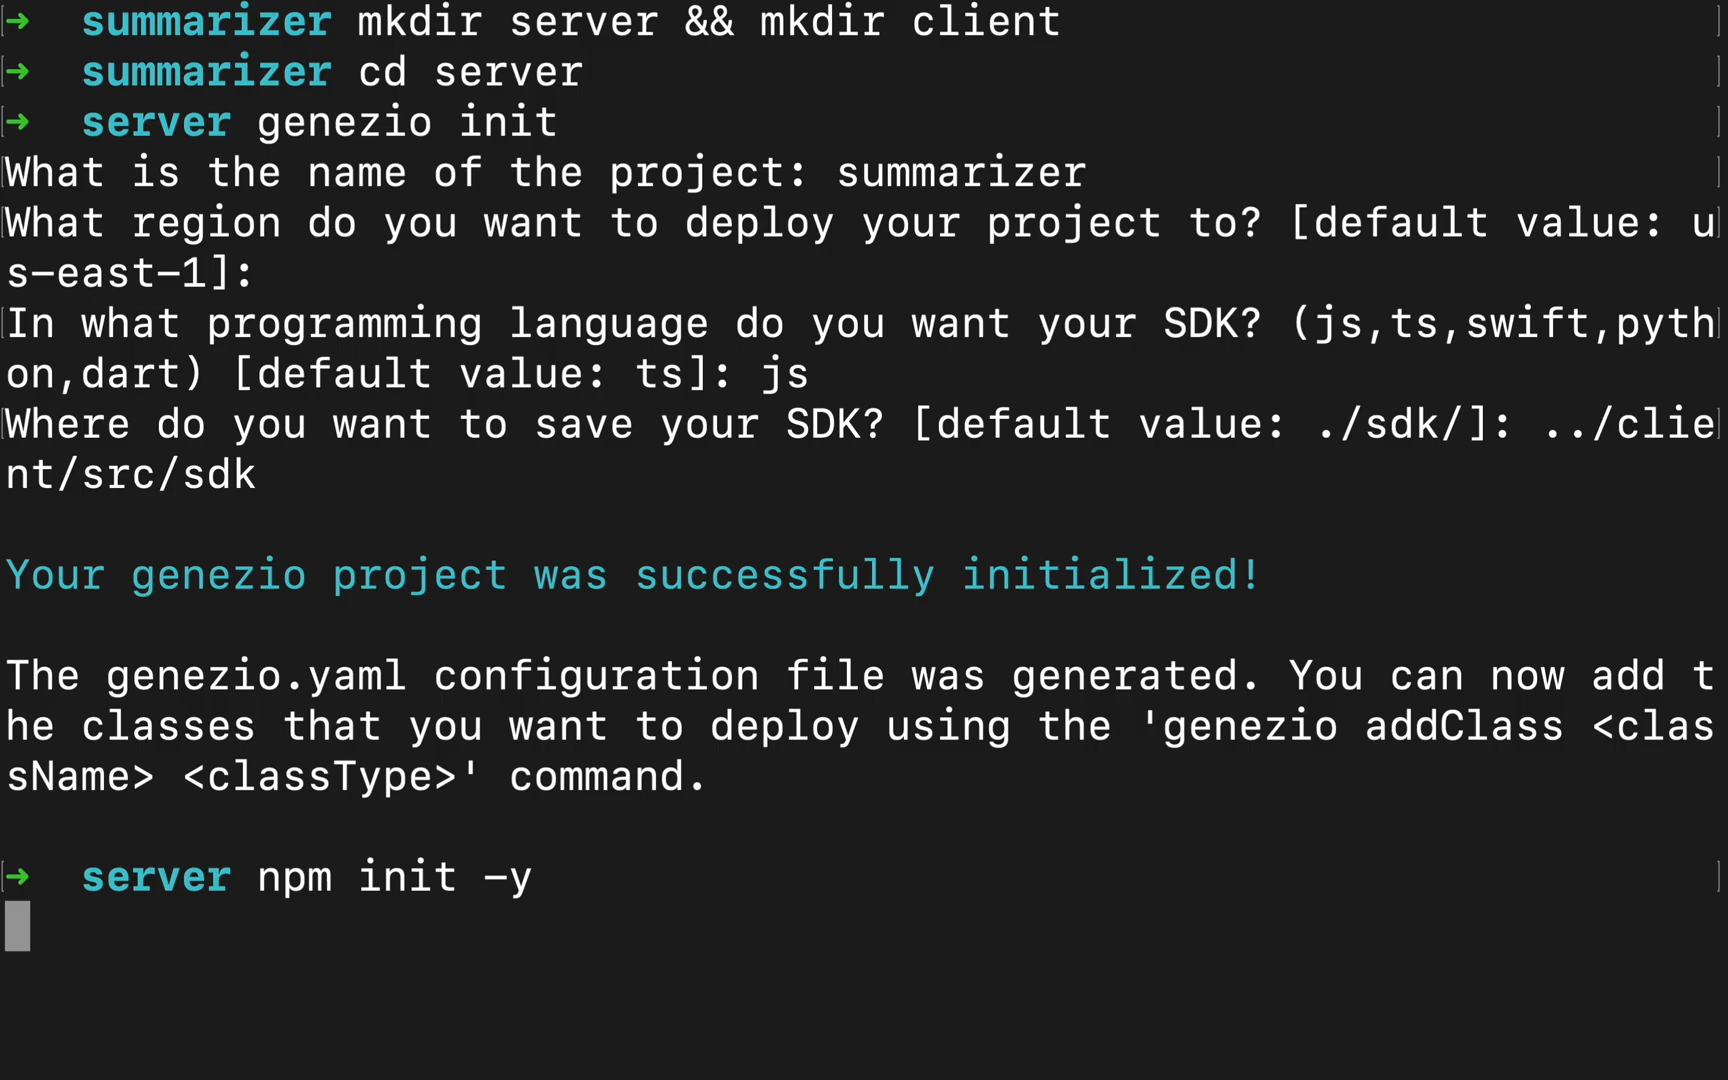 → summarizer mkdir server && mkdir client
→ summarizer cd server
→ server genezio init
What is the name of the project: summarizer
What region do you want to deploy your project to? [default value: u
s-east-1]:
In what programming language do you want your SDK? (js,ts,swift,pyth
on,dart) [default value: ts]: js
Where do you want to save your SDK? [default value: ./sdk/]: ../clie
nt/src/sdk
Your genezio project was successfully initialized!
The genezio.yaml configuration file was generated. You can now add t
he classes that you want to deploy using the 'genezio addClass <clas
sName> <classType>' command.
→ server npm init -y